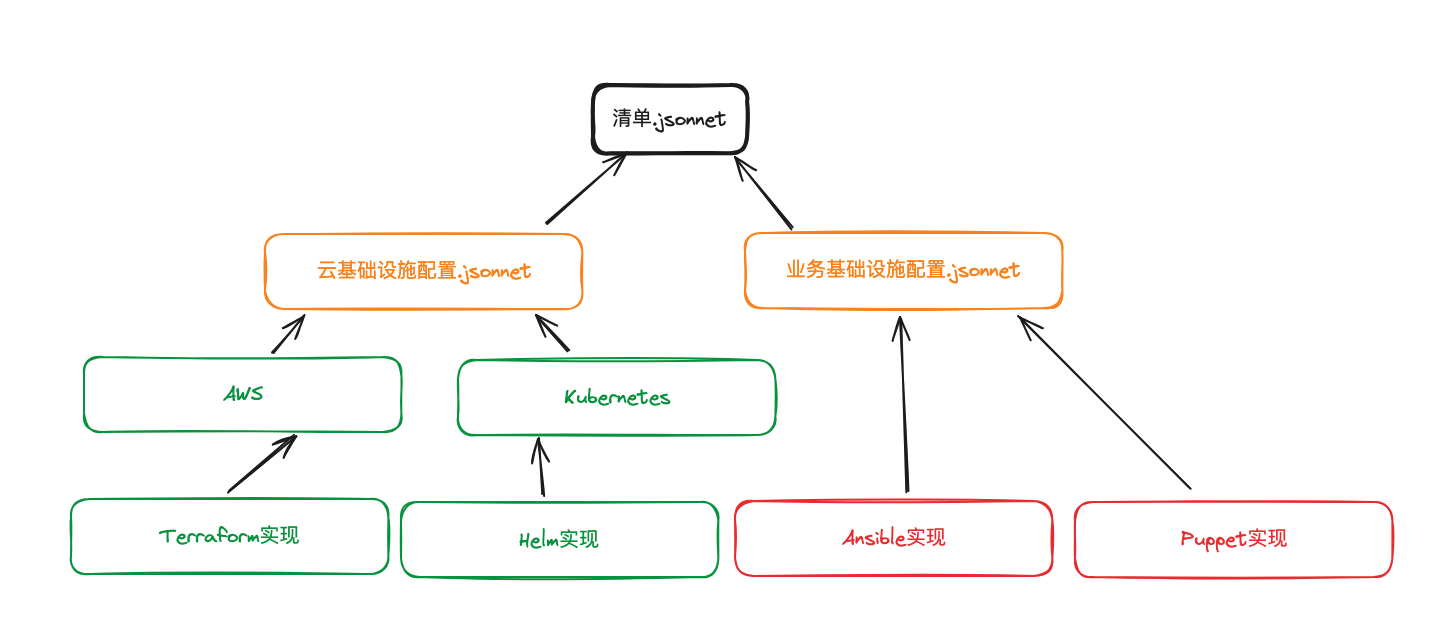 清单.jsonnet
云基础设施配置.jsonnet
业务基础设施配置.jsonnet
AWS
Kubernetes
Terraform实现
Helm实现
Ansible实现
Puppet实现